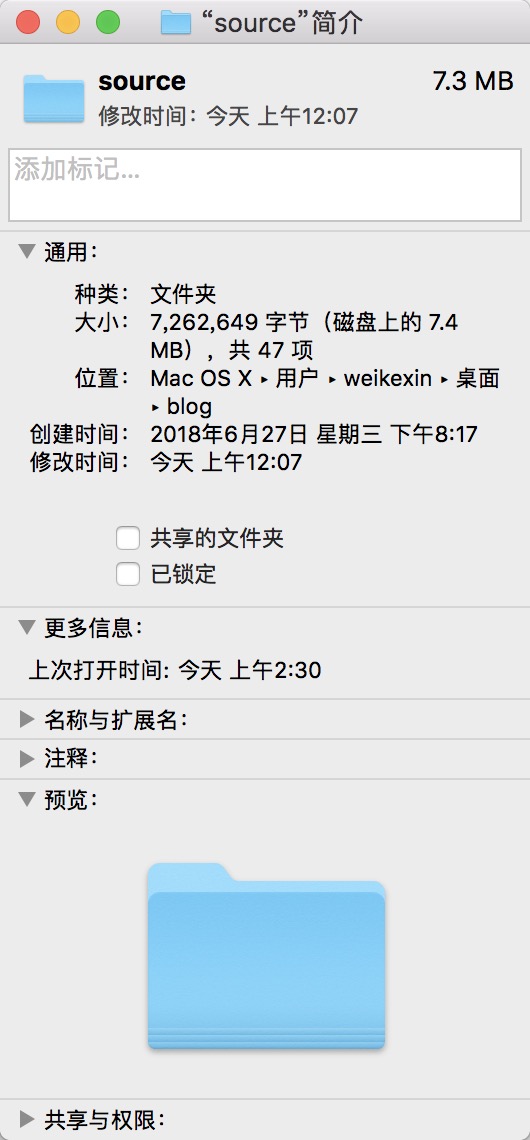 “source”简介
source 7.3 MB
修改时间：今天 上午12:07
添加标记...
通用：
种类： 文件夹
大小： 7,262,649 字节（磁盘上的 7.4
MB），共 47 项
位置： Mac OS X ▸ 用户 ▸ weikexin ▸ 桌面
▸ blog
创建时间： 2018年6月27日 星期三 下午8:17
修改时间： 今天 上午12:07
共享的文件夹
已锁定
更多信息：
上次打开时间: 今天 上午2:30
名称与扩展名：
注释：
预览：
共享与权限：